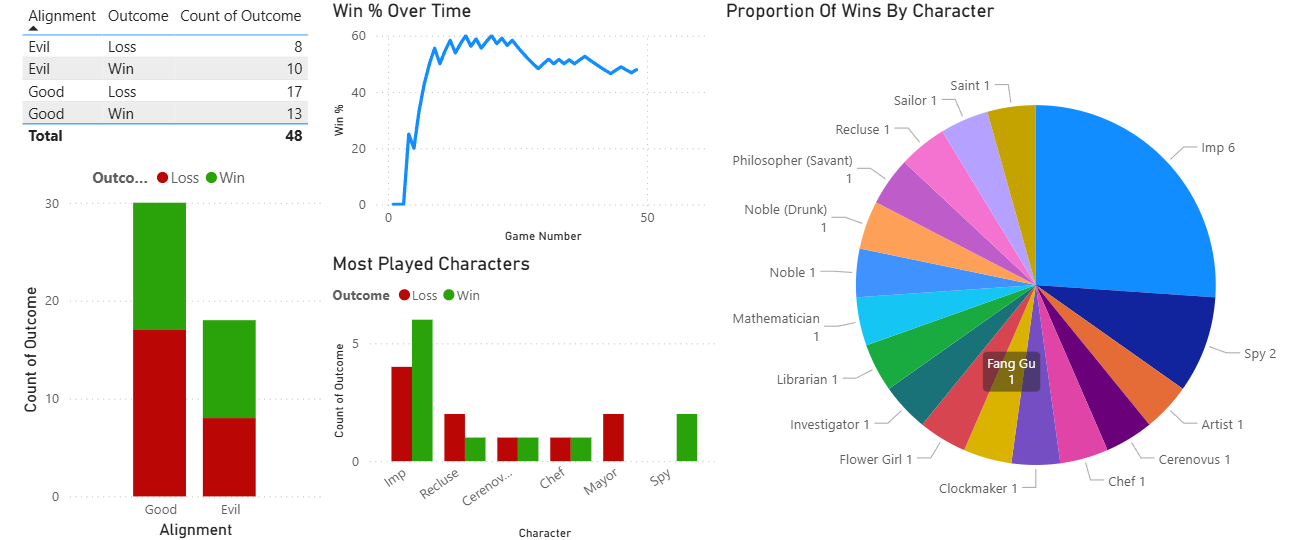 Alignment Outcome Count of Outcome
Evil Loss 8
Evil Win 10
Good Loss 17
Good Win 13
Total 48
Outco... Loss Win
30
20
10
0
Count of Outcome
Good Evil
Alignment
Win % Over Time
60
40
20
0
Win %
0 50
Game Number
Most Played Characters
Outcome Loss Win
5
0
Count of Outcome
Imp Recluse Cerenov... Chef Mayor Spy
Character
Proportion Of Wins By Character
Imp 6
Spy 2
Artist 1
Cerenovus 1
Chef 1
Clockmaker 1
Fang Gu
1
Flower Girl 1
Investigator 1
Librarian 1
Mathematician
1
Noble 1
Noble (Drunk)
1
Philosopher (Savant)
1
Recluse 1
Sailor 1
Saint 1